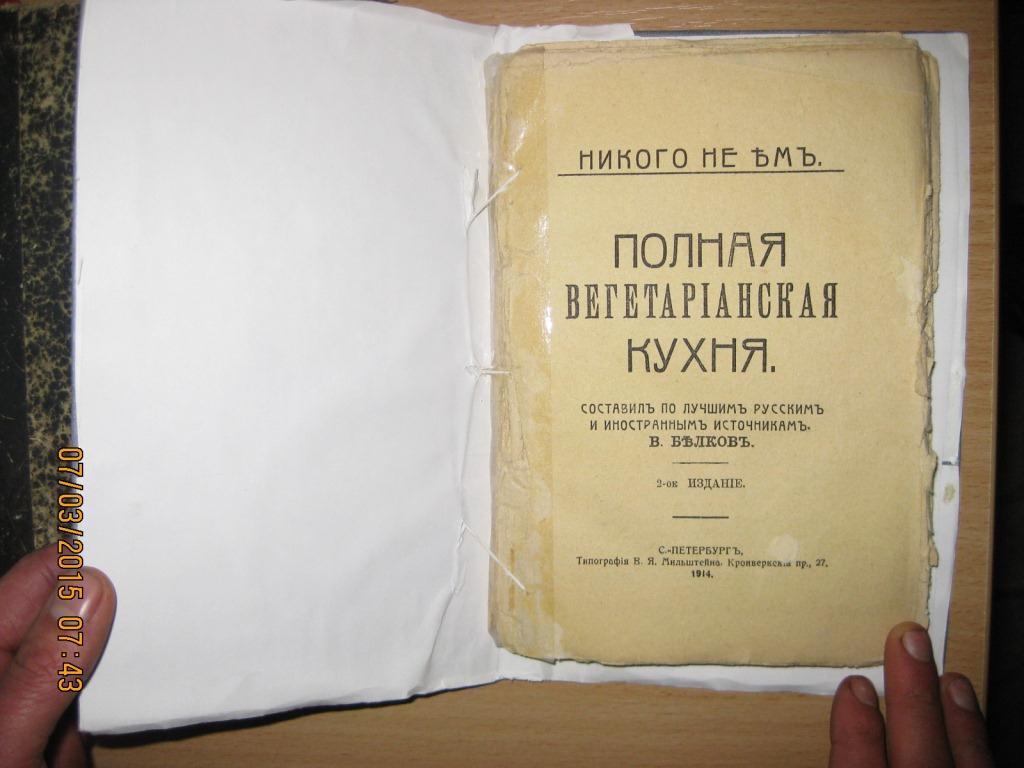 НИКОГО НЕ ѢМЪ.
ПОЛНАЯ
ВЕГЕТАРІАНСКАЯ
КУХНЯ.
СОСТАВИЛЪ ПО ЛУЧШИМЪ РУССКИМЪ
И ИНОСТРАННЫМЪ ИСТОЧНИКАМЪ.
В. БѢЛКОВЪ.
2-ое ИЗДАНІЕ.
С.-ПЕТЕРБУРГЪ,
Типографія В. Я. Мильштейна. Кронверкскій пр., 27.
1914.
07/03/2015 07:43